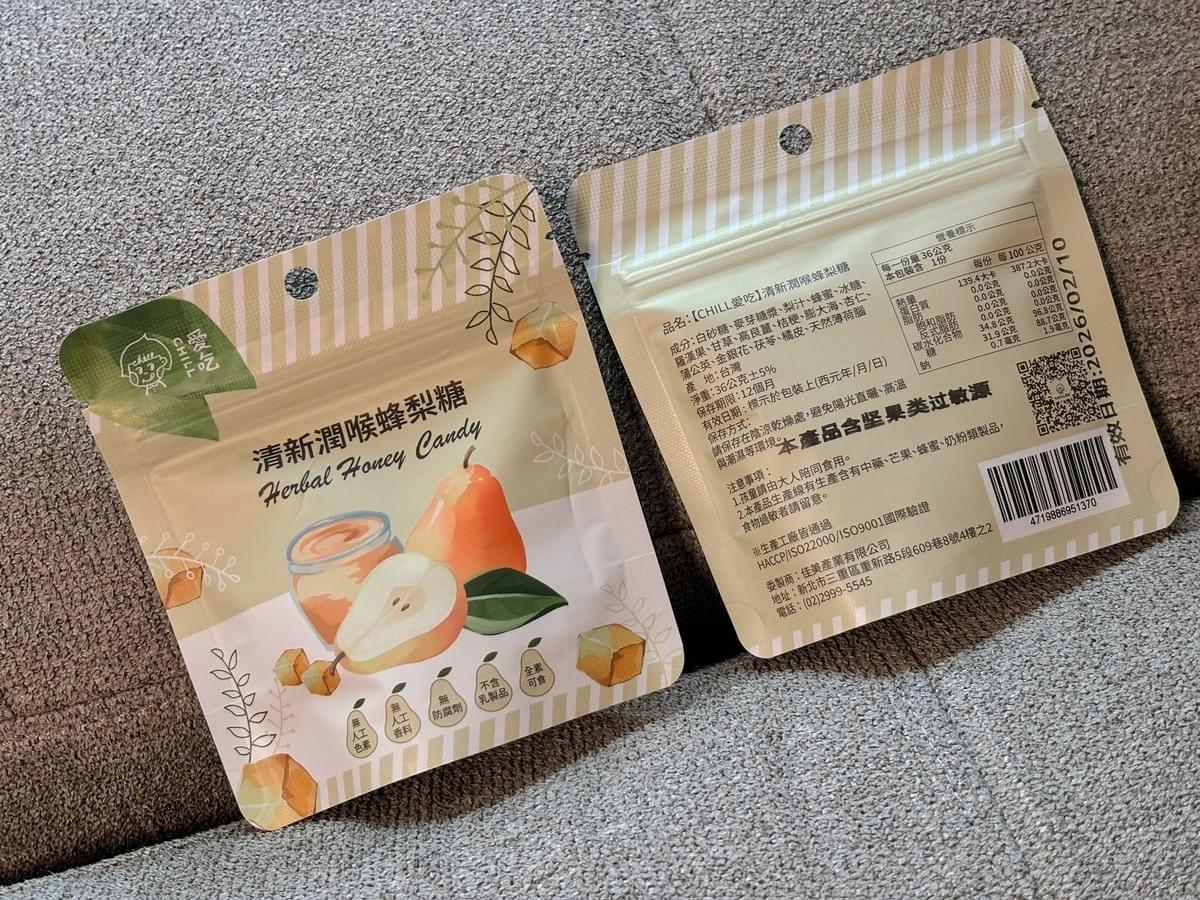 愛吃
CHILL
清新潤喉蜂梨糖
Herbal Honey Candy
無
人工
色素
無
人工
香料
無
防腐劑
不含
乳製品
全素
可食
品名:【CHILL愛吃】清新潤喉蜂梨糖
成分:白砂糖、麥芽糖漿、梨汁、蜂蜜、冰糖、
羅漢果、甘草、高良薑、桔梗、膨大海、杏仁、
蒲公英、金銀花、茯苓、橘皮、天然薄荷腦
產　地:台灣
淨重:36公克±5%
保存期限:12個月
有效日期:標示於包裝上(西元年/月/日)
保存方式:
請保存在陰涼乾燥處,避免陽光直曬、高溫
與潮濕等環境。
本產品含坚果类过敏源
注意事項:
1.孩童請由大人陪同食用。
2.本產品生產線有生產含有中藥、芒果、蜂蜜、奶粉類製品,
食物過敏者請留意。
※生產工廠皆通過
HACCP/ISO22000/ISO9001國際驗證
委製商:佳美產業有限公司
地址:新北市三重區重新路5段609巷8號4樓之2
電話:(02)2999-5545
營養標示
每一份量 36公克
本包裝含 1份
每份 每100公克
熱量 139.4大卡 387.2大卡
蛋白質 0.0公克 0.0公克
脂肪 0.0公克 0.0公克
飽和脂肪 0.0公克 0.0公克
反式脂肪 0.0公克 0.0公克
碳水化合物 34.8公克 96.8公克
糖 31.9公克 88.7公克
鈉 0.7毫克 1.9毫克
有效日期:2026/02/10
4719886951370